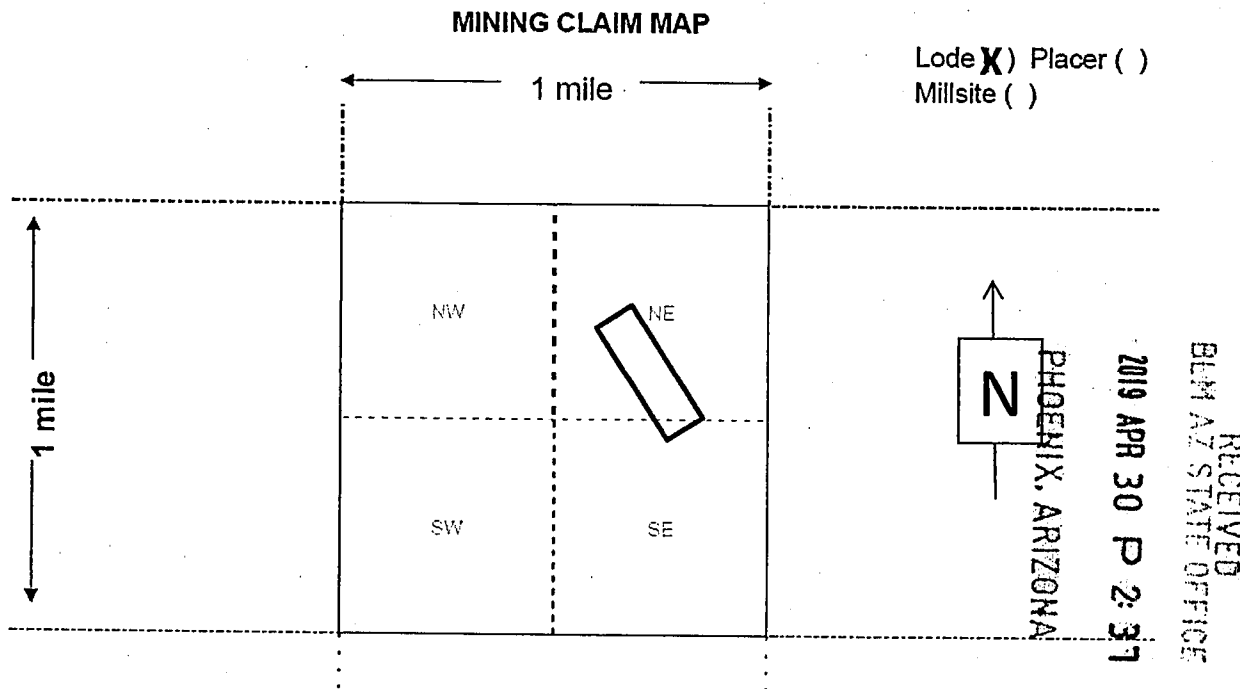 MINING CLAIM MAP
Lode X) Placer ( )
Millsite ( )
1 mile
1 mile
NW
NE
SW
SE
N
RECEIVED
BLM AZ STATE OFFICE
2019 APR 30 P 2:37
PHOENIX, ARIZONA